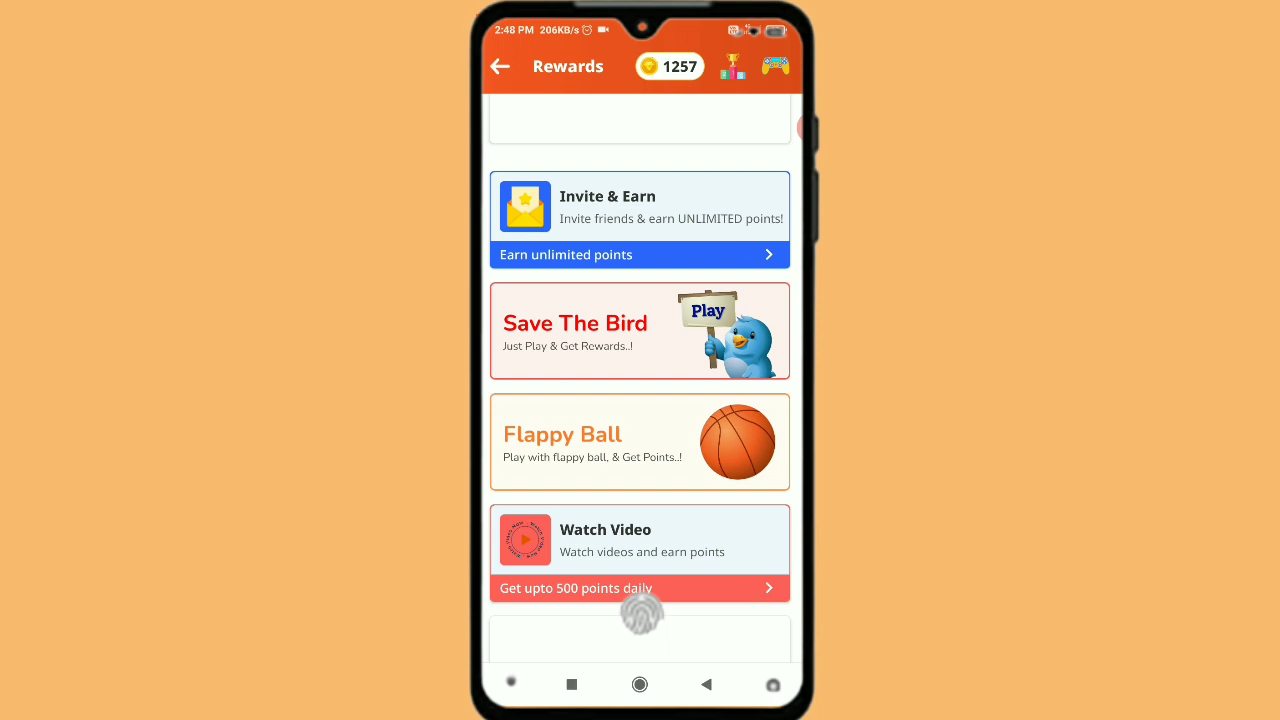 2:48 PM 206KB/s
Rewards 1257
Invite & Earn
Invite friends & earn UNLIMITED points!
Earn unlimited points
Play
Save The Bird
Just Play & Get Rewards..!
Flappy Ball
Play with flappy ball, & Get Points..!
Watch Video
Watch videos and earn points
Get upto 500 points daily